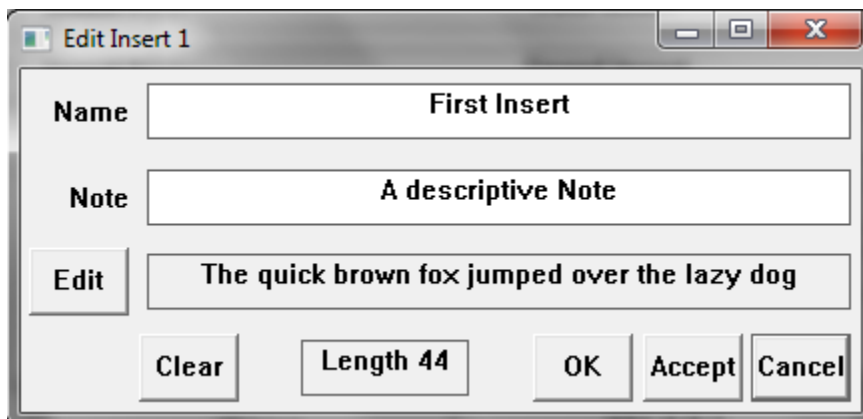 Edit Insert 1
Name First Insert
Note A descriptive Note
Edit The quick brown fox jumped over the lazy dog
Clear Length 44 OK Accept Cancel